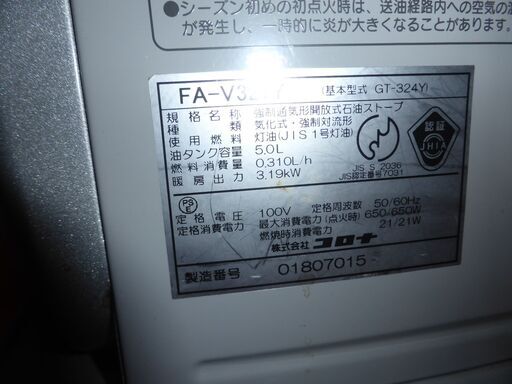 ●シーズン初めの初点火時は、送油経路内への空気の
が発生し、一時的に炎が大きくなることがあります。
FA-V3 (基本型式 GT-324Y)
規格名称 強制通気形開放式石油ストーブ
種類 気化式・強制対流形
使用燃料 灯油(JIS1号灯油)
油タンク容量 5.0L
燃料消費量 0.310L/h
暖房出力 3.19kW
JIS S 2036
JIS認定番号7091
認証
JHIA
PS
E
定格電圧 100V 定格周波数 50/60Hz
最大消費電力(点火時) 650/650W
燃焼時消費電力 21/21W
株式会社 コロナ
製造番号 01807015